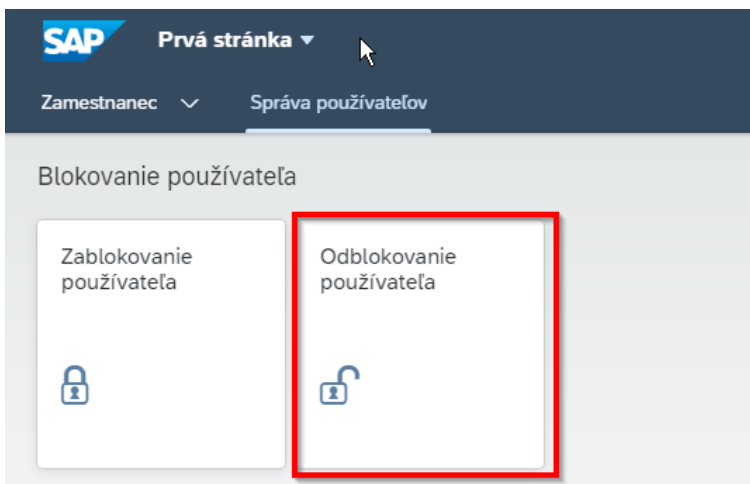 SAP Prvá stránka
Zamestnanec Správa používateľov
Blokovanie používateľa
Zablokovanie
používateľa
Odblokovanie
používateľa